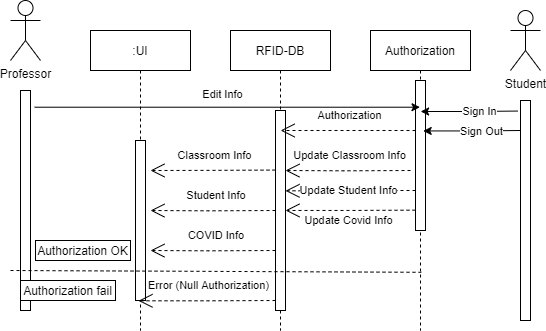 :UI
RFID-DB
Authorization
Professor
Student
Edit Info
Sign In
Authorization
Sign Out
Classroom Info
Update Classroom Info
Student Info
Update Student Info
Update Covid Info
COVID Info
Authorization OK
Authorization fail
Error (Null Authorization)